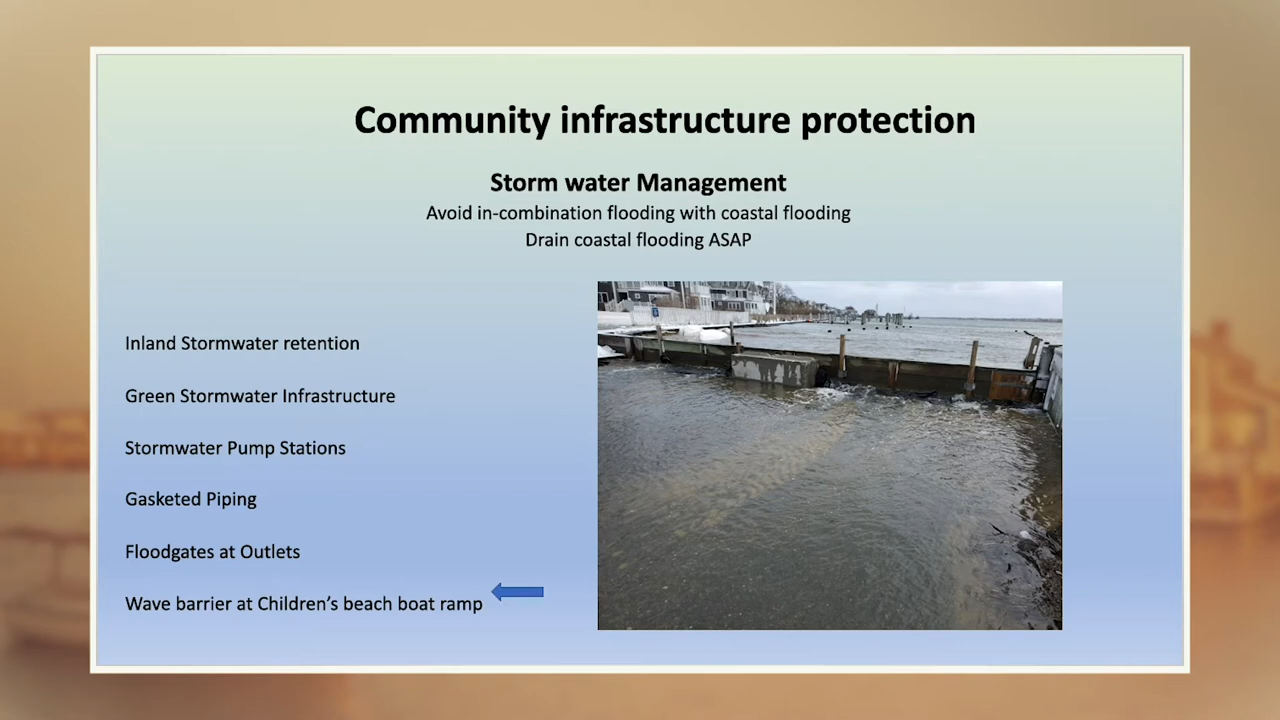 Community infrastructure protection
Storm water Management
Avoid in-combination flooding with coastal flooding
Drain coastal flooding ASAP
Inland Stormwater retention
Green Stormwater Infrastructure
Stormwater Pump Stations
Gasketed Piping
Floodgates at Outlets
Wave barrier at Children’s beach boat ramp